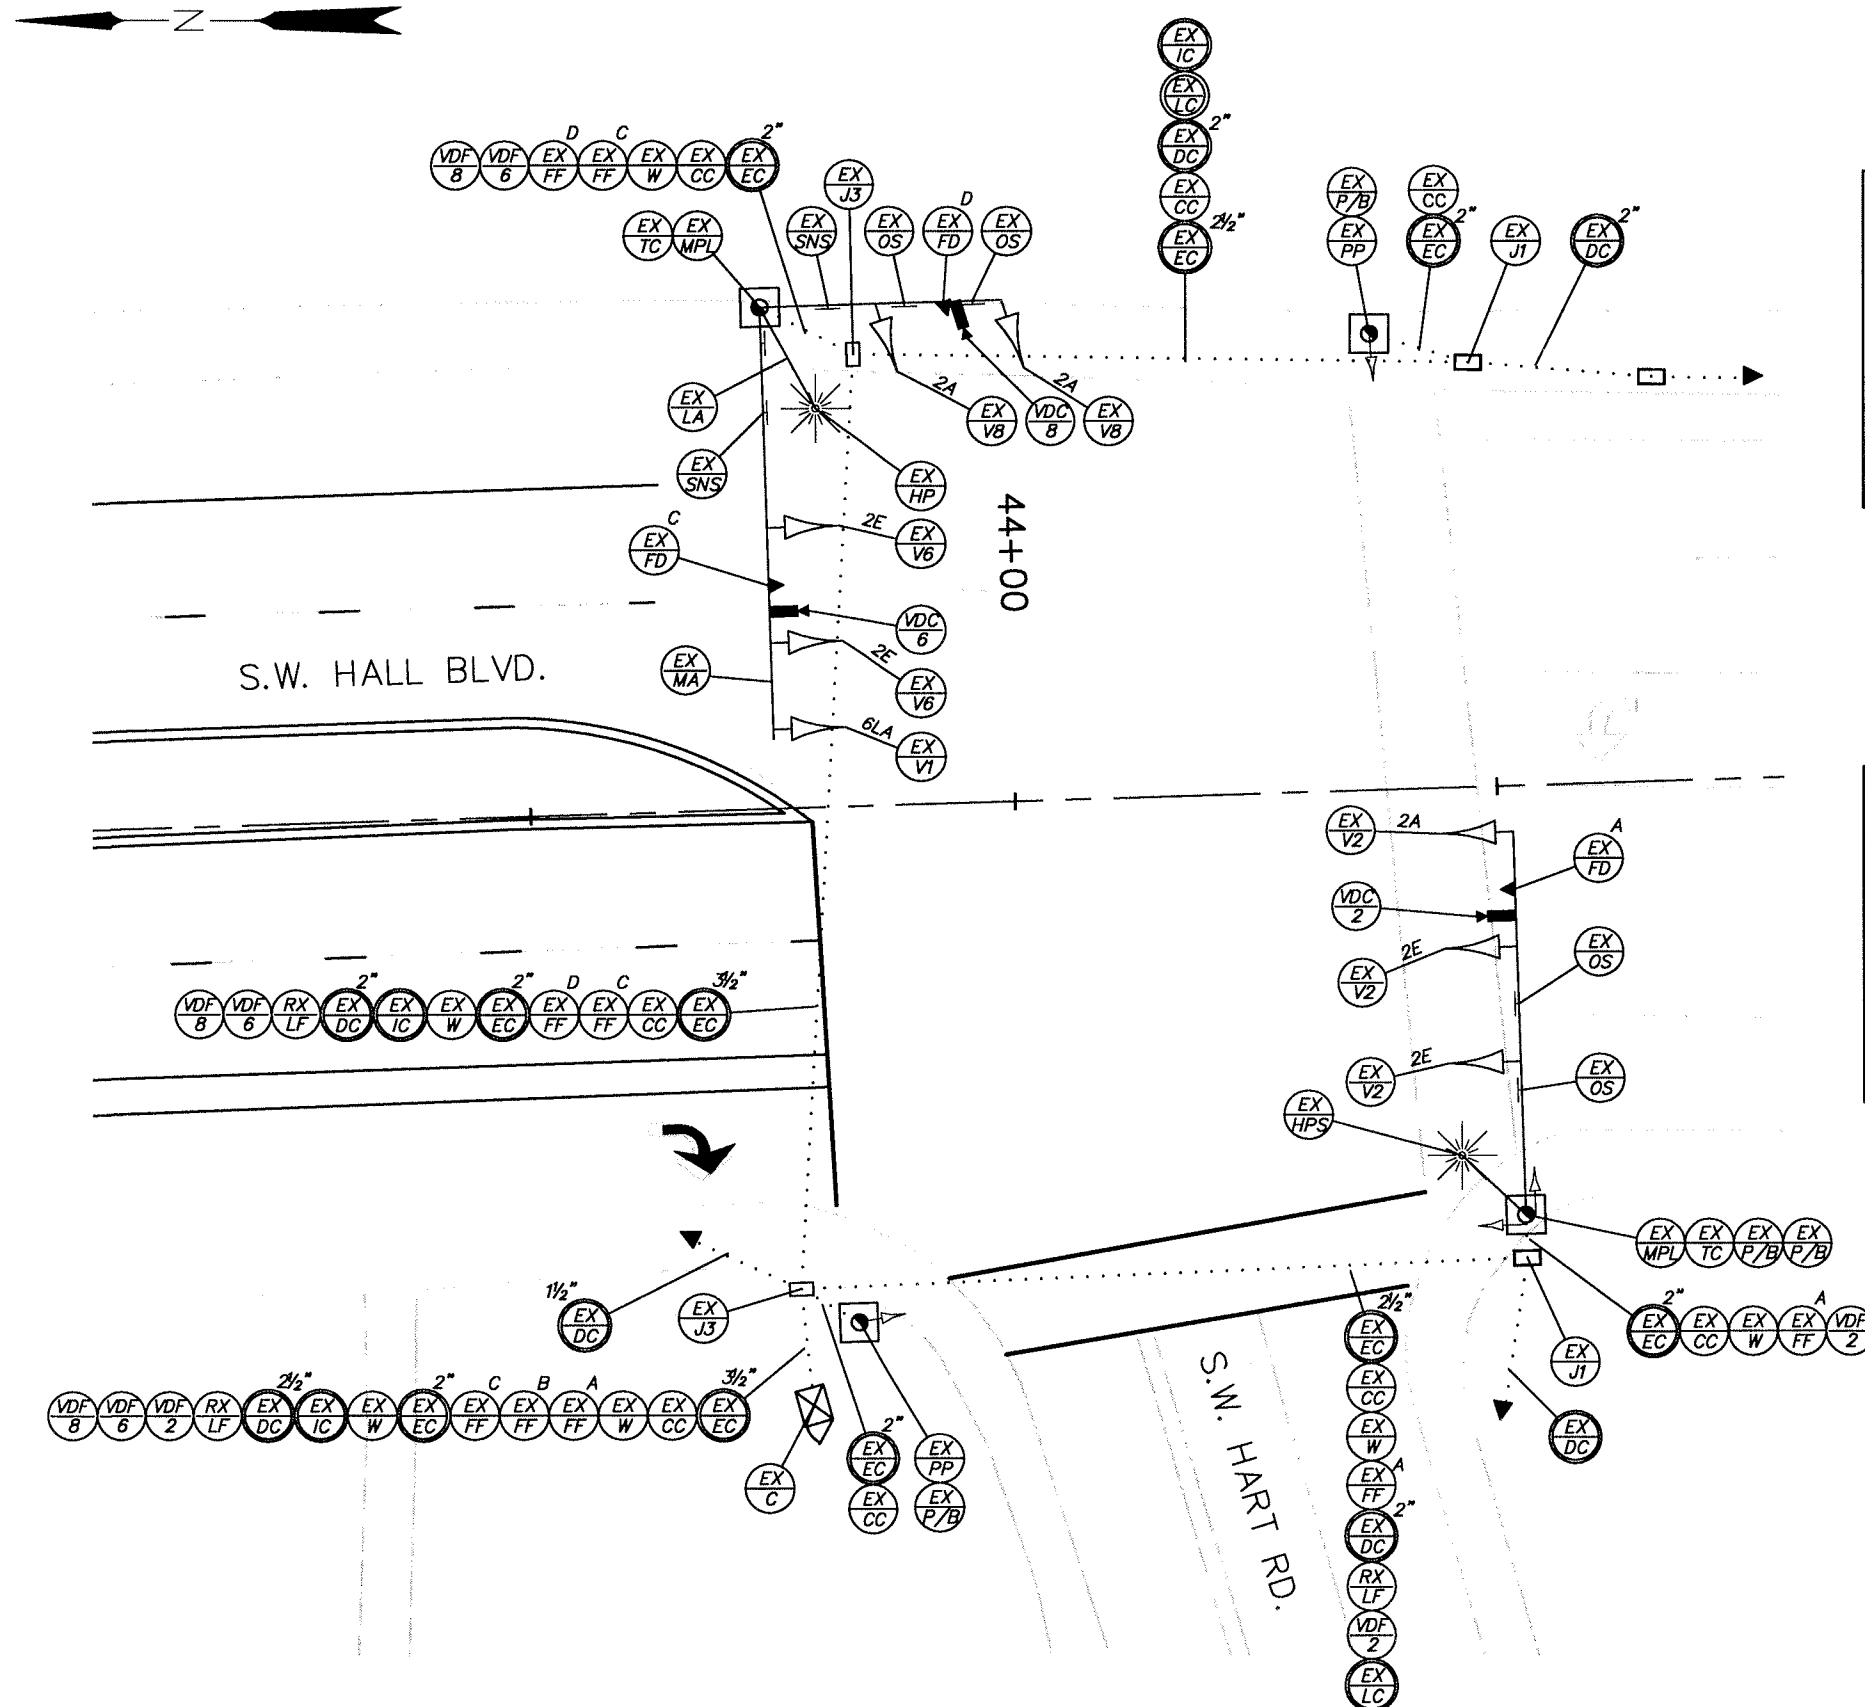 N
EX IC
EX LC
EX DC 2"
EX CC
EX EC 2½"
D C 2"
VDF 8 VDF 6 EX FF EX FF EX W EX CC EX EC
EX J3
EX TC EX MPL
EX SNS
EX OS
D
EX FD
EX OS
EX P/B
EX PP
EX CC
EX EC 2"
EX J1
EX DC 2"
EX LA
2A
EX V8
VDC 8
2A
EX V8
EX SNS
EX HP
44+00
C
EX FD
2E
EX V6
VDC 6
S.W. HALL BLVD.
EX MA
2E
EX V6
6LA
EX V1
EX V2
2A
A
EX FD
VDC 2
EX V2
2E
EX OS
2" 2" D C 3½"
VDF 8 VDF 6 RX LF EX DC EX IC EX W EX EC EX FF EX FF EX CC EX EC
EX V2
2E
EX OS
EX HPS
EX MPL EX TC EX P/B EX P/B
1½"
EX DC
EX J3
2" A
EX EC EX CC EX W EX FF VDF 2
EX J1
EX DC
2½" 2" C B A 3½"
VDF 8 VDF 6 VDF 2 RX LF EX DC EX IC EX W EX EC EX FF EX FF EX FF EX W EX CC EX EC
EX C
EX EC 2"
EX CC
EX PP
EX P/B
S.W. HART RD.
EX EC 2½"
EX CC
EX W
EX FF A
EX DC 2"
RX LF
VDF 2
EX LC